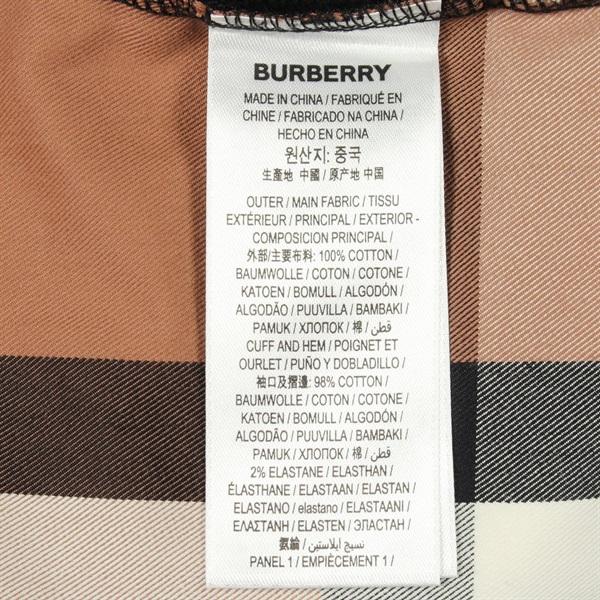 BURBERRY
MADE IN CHINA / FABRIQUÉ EN
CHINE / FABRICADO NA CHINA /
HECHO EN CHINA
원산지: 중국
生產地 中國 / 原产地 中国
OUTER / MAIN FABRIC / TISSU
EXTÉRIEUR / PRINCIPAL / EXTERIOR -
COMPOSICION PRINCIPAL /
外部/主要布料: 100% COTTON /
BAUMWOLLE / COTON / COTONE /
KATOEN / BOMULL / ALGODÓN /
ALGODÃO / PUUVILLA / BAMBAKI /
PAMUK / ХЛОПОК / 棉 / قطن /
CUFF AND HEM / POIGNET ET
OURLET / PUÑO Y DOBLADILLO /
袖口及摺邊: 98% COTTON /
BAUMWOLLE / COTON / COTONE /
KATOEN / BOMULL / ALGODÓN /
ALGODÃO / PUUVILLA / BAMBAKI /
PAMUK / ХЛОПОК / 棉 / قطن /
2% ELASTANE / ELASTHAN /
ÉLASTHANE / ELASTAAN / ELASTAN /
ELASTANO / elastano / ELASTAANI /
ΕΛΑΣΤΑΝΗ / ELASTEN / ЭЛАСТАН /
氨綸 / نسيج ايلاستين /
PANEL 1 / EMPIÈCEMENT 1 /